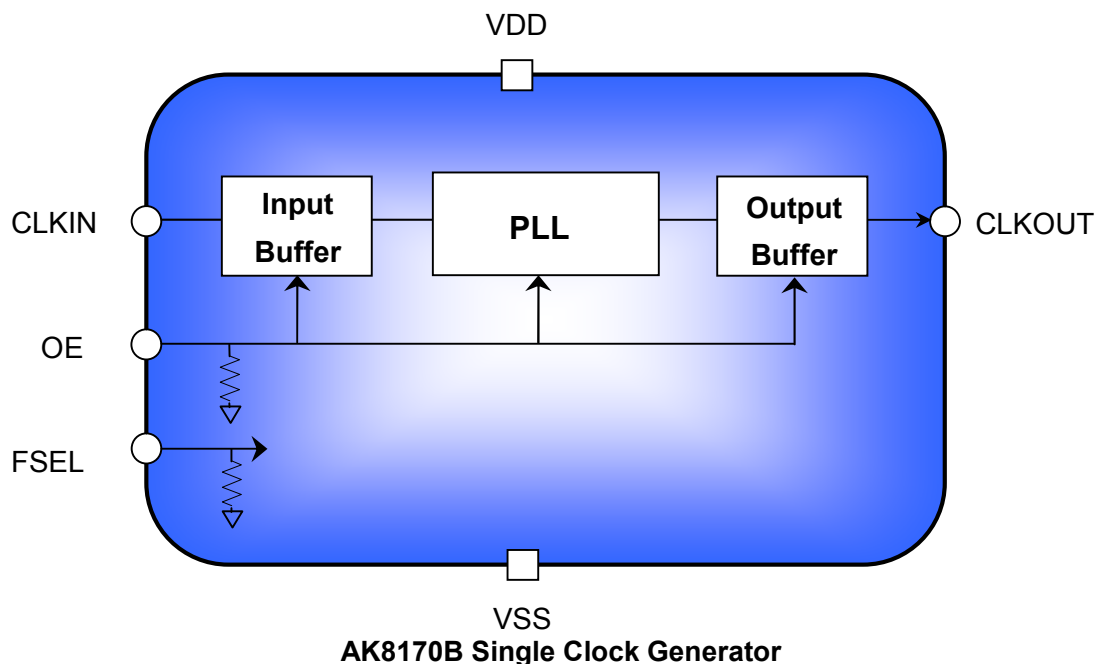 VDD
Input
Buffer
PLL
Output
Buffer
CLKIN
CLKOUT
OE
FSEL
VSS
AK8170B Single Clock Generator